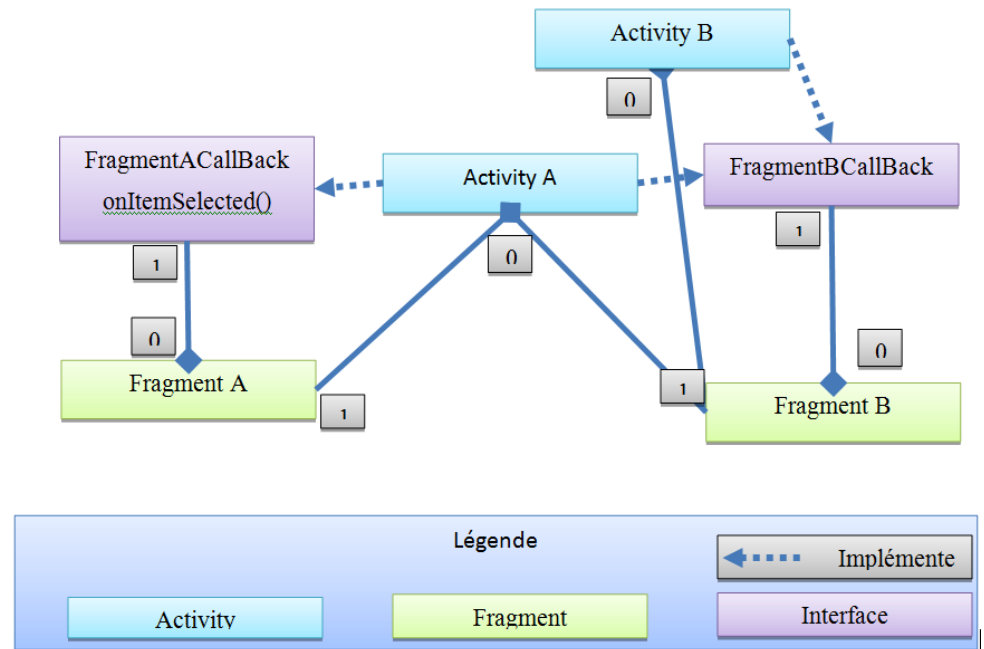 Activity B
0
FragmentACallBack
onItemSelected()
Activity A
FragmentBCallBack
1
1
0
0
0
Fragment A
1
1
Fragment B
Légende
Implémente
Activity
Fragment
Interface